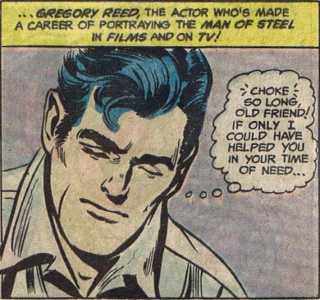 ...GREGORY REED, THE ACTOR WHO'S MADE
A CAREER OF PORTRAYING THE MAN OF STEEL
IN FILMS AND ON TV!
*CHOKE*
SO LONG,
OLD FRIEND!
IF ONLY I
COULD HAVE
HELPED YOU
IN YOUR TIME
OF NEED...